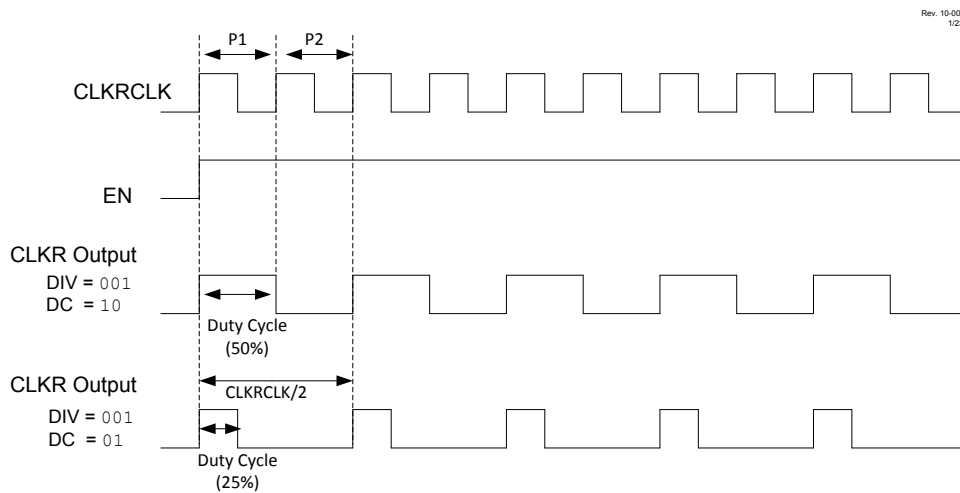 Rev. 10-00
1/23
P1
P2
CLKRCLK
EN
CLKR Output
DIV = 001
DC = 10
Duty Cycle
(50%)
CLKR Output
CLKRCLK/2
DIV = 001
DC = 01
Duty Cycle
(25%)